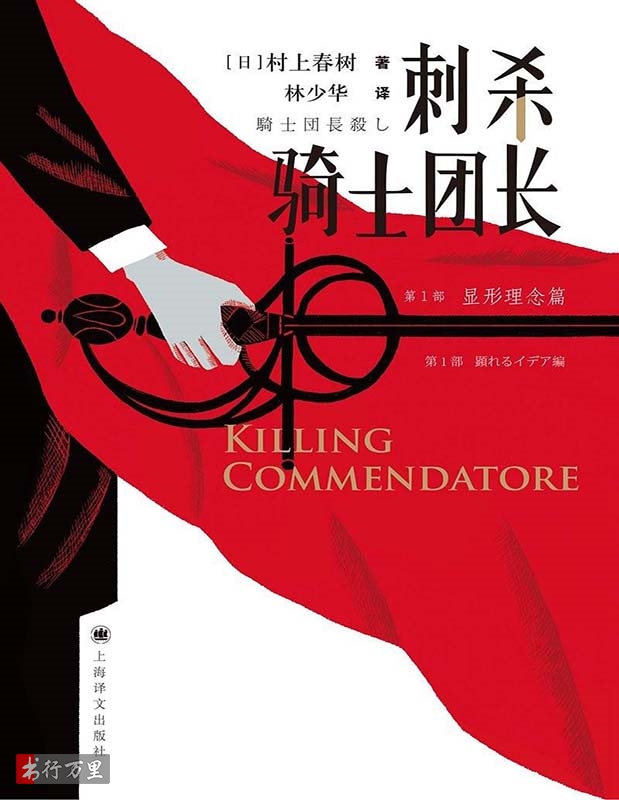 [日]村上春树 著
林少华 译
騎士団長殺し
刺杀
骑士团长
第1部 显形理念篇
第1部 顕れるイデア編
KILLING
COMMENDATORE
上海译文出版社
书行万里